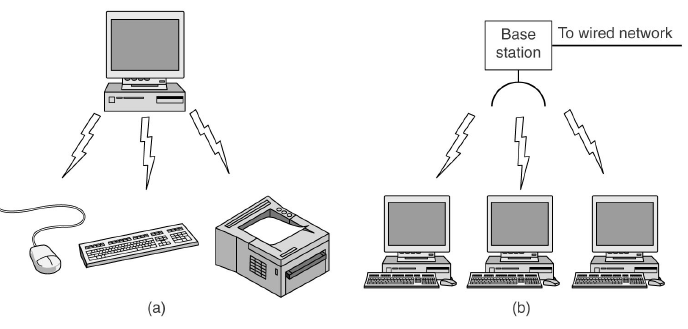 Base
station
To wired network
(a)
(b)